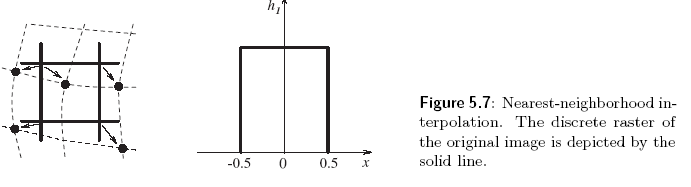 h_I
-0.5 0 0.5 x
Figure 5.7: Nearest-neighborhood in-
terpolation. The discrete raster of
the original image is depicted by the
solid line.